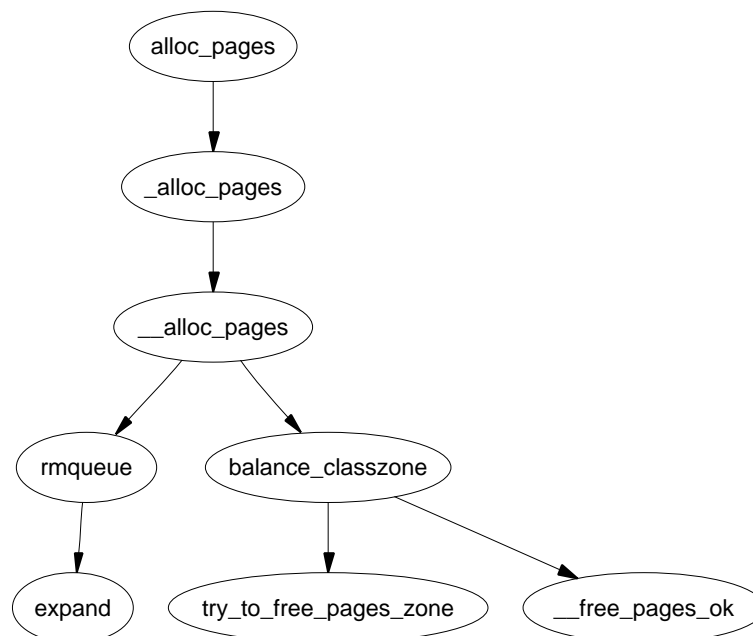 alloc_pages
_alloc_pages
__alloc_pages
rmqueue
balance_classzone
expand
try_to_free_pages_zone
__free_pages_ok